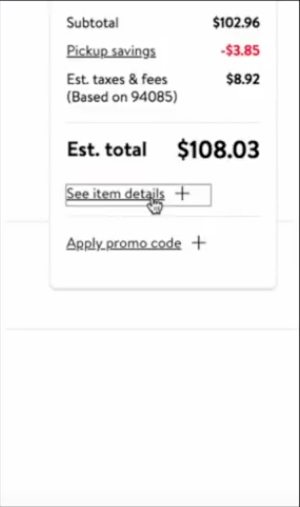 Subtotal $102.96
Pickup savings -$3.85
Est. taxes & fees $8.92
(Based on 94085)
Est. total $108.03
See item details +
Apply promo code +